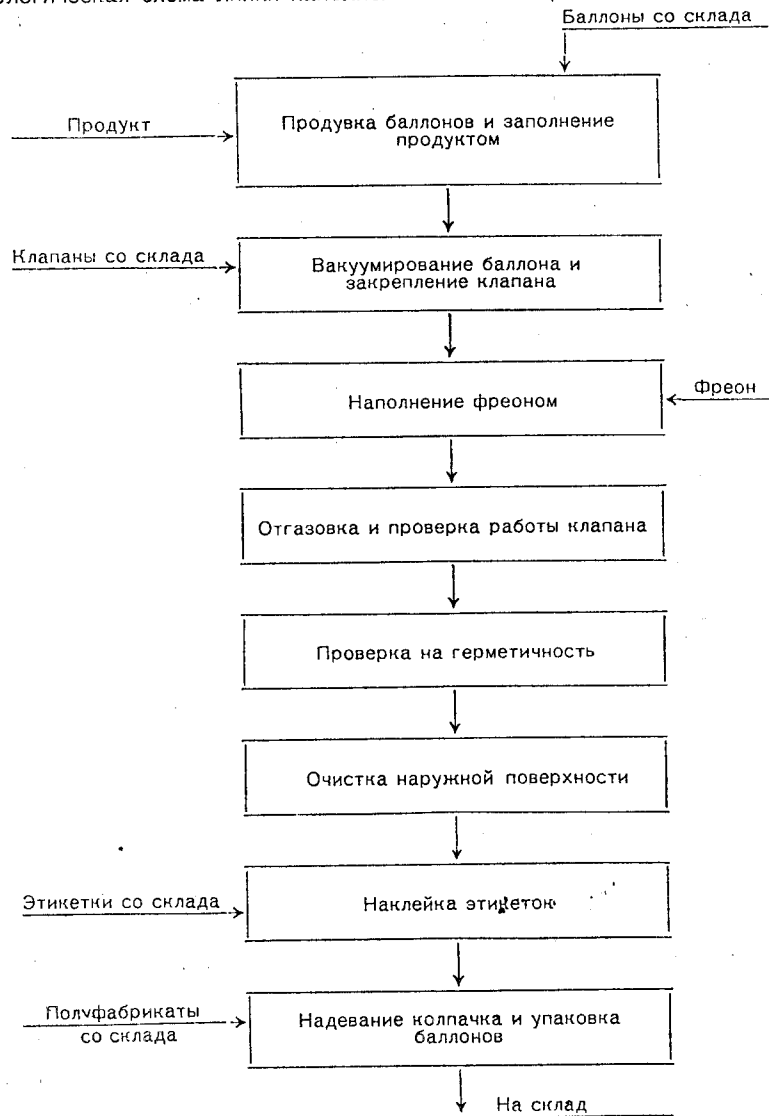 Баллоны со склада
Продукт
Продувка баллонов и заполнение
продуктом
Клапаны со склада
Вакуумирование баллона и
закрепление клапана
Наполнение фреоном
Фреон
Отгазовка и проверка работы клапана
Проверка на герметичность
Очистка наружной поверхности
Этикетки со склада
Наклейка этикеток
Полуфабрикаты
со склада
Надевание колпачка и упаковка
баллонов
На склад